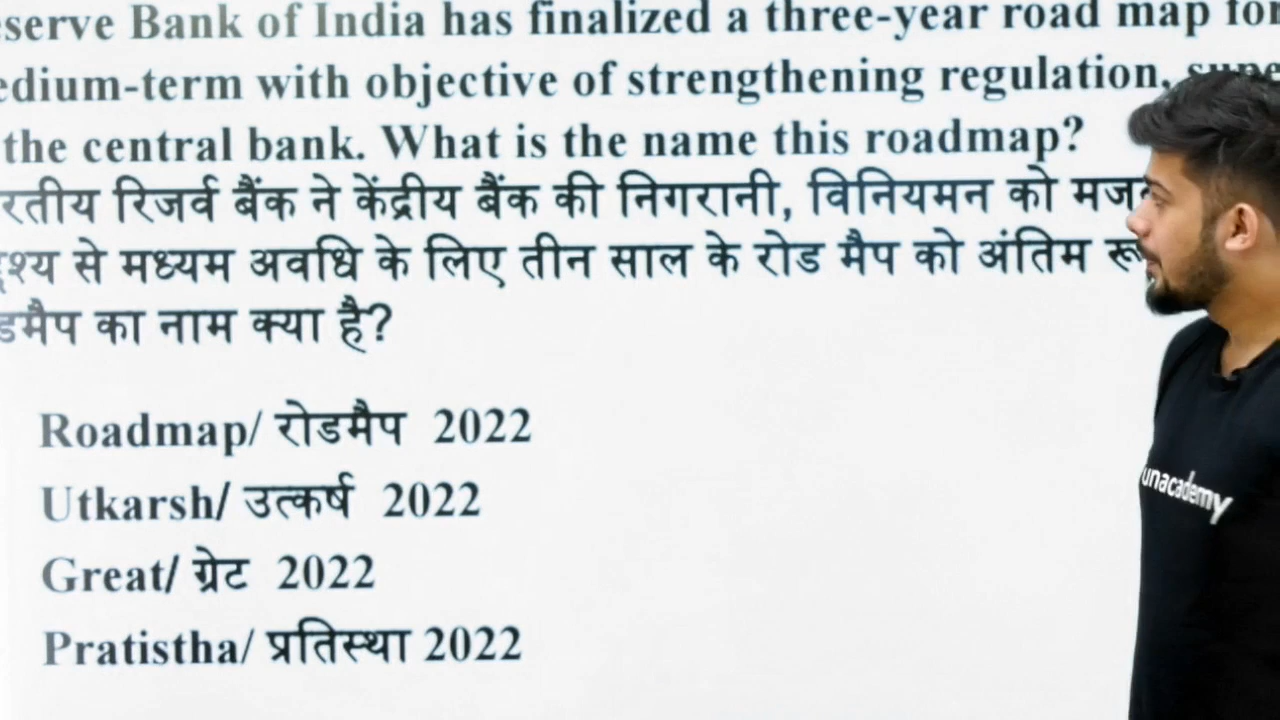 serve Bank of India has finalized a three-year road map for
edium-term with objective of strengthening regulation,
the central bank. What is the name this roadmap?
रतीय रिजर्व बैंक ने केंद्रीय बैंक की निगरानी, विनियमन को मज
श्य से मध्यम अवधि के लिए तीन साल के रोड मैप को अंतिम रू
डमैप का नाम क्या है?
Roadmap/ रोडमैप 2022
Utkarsh/ उत्कर्ष 2022
Great/ ग्रेट 2022
Pratistha/ प्रतिस्था 2022
unacademy